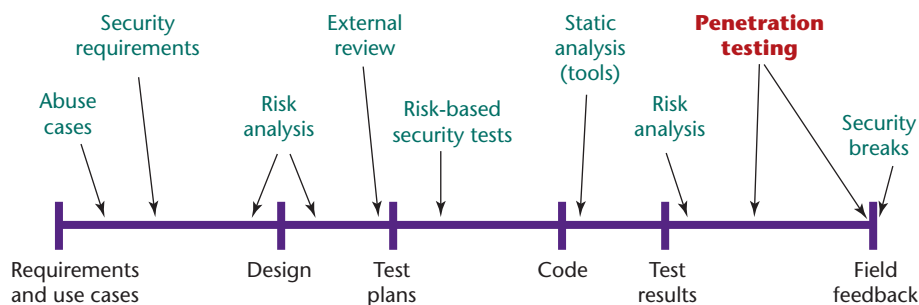 Security
requirements
External
review
Static
analysis
(tools)
Penetration
testing
Abuse
cases
Risk
analysis
Risk-based
security tests
Risk
analysis
Security
breaks
Requirements
and use cases
Design
Test
plans
Code
Test
results
Field
feedback